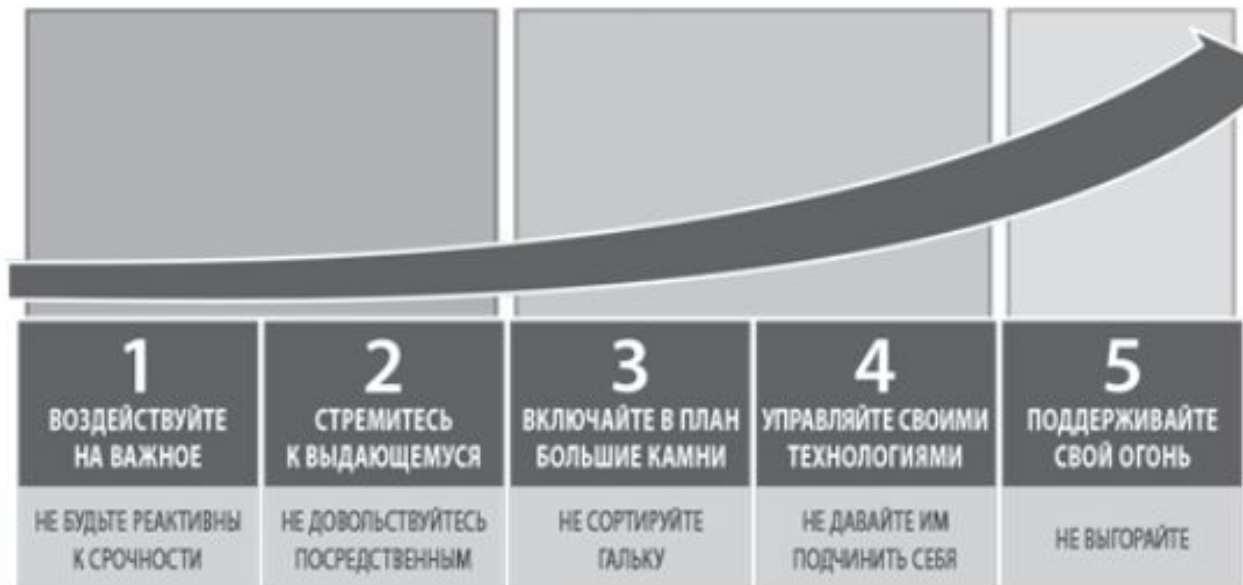 1
ВОЗДЕЙСТВУЙТЕ
НА ВАЖНОЕ
НЕ БУДЬТЕ РЕАКТИВНЫ
К СРОЧНОСТИ
2
СТРЕМИТЕСЬ
К ВЫДАЮЩЕМУСЯ
НЕ ДОВОЛЬСТВУЙТЕСЬ
ПОСРЕДСТВЕННЫМ
3
ВКЛЮЧАЙТЕ В ПЛАН
БОЛЬШИЕ КАМНИ
НЕ СОРТИРУЙТЕ
ГАЛЬКУ
4
УПРАВЛЯЙТЕ СВОИМИ
ТЕХНОЛОГИЯМИ
НЕ ДАВАЙТЕ ИМ
ПОДЧИНИТЬ СЕБЯ
5
ПОДДЕРЖИВАЙТЕ
СВОЙ ОГОНЬ
НЕ ВЫГОРАЙТЕ